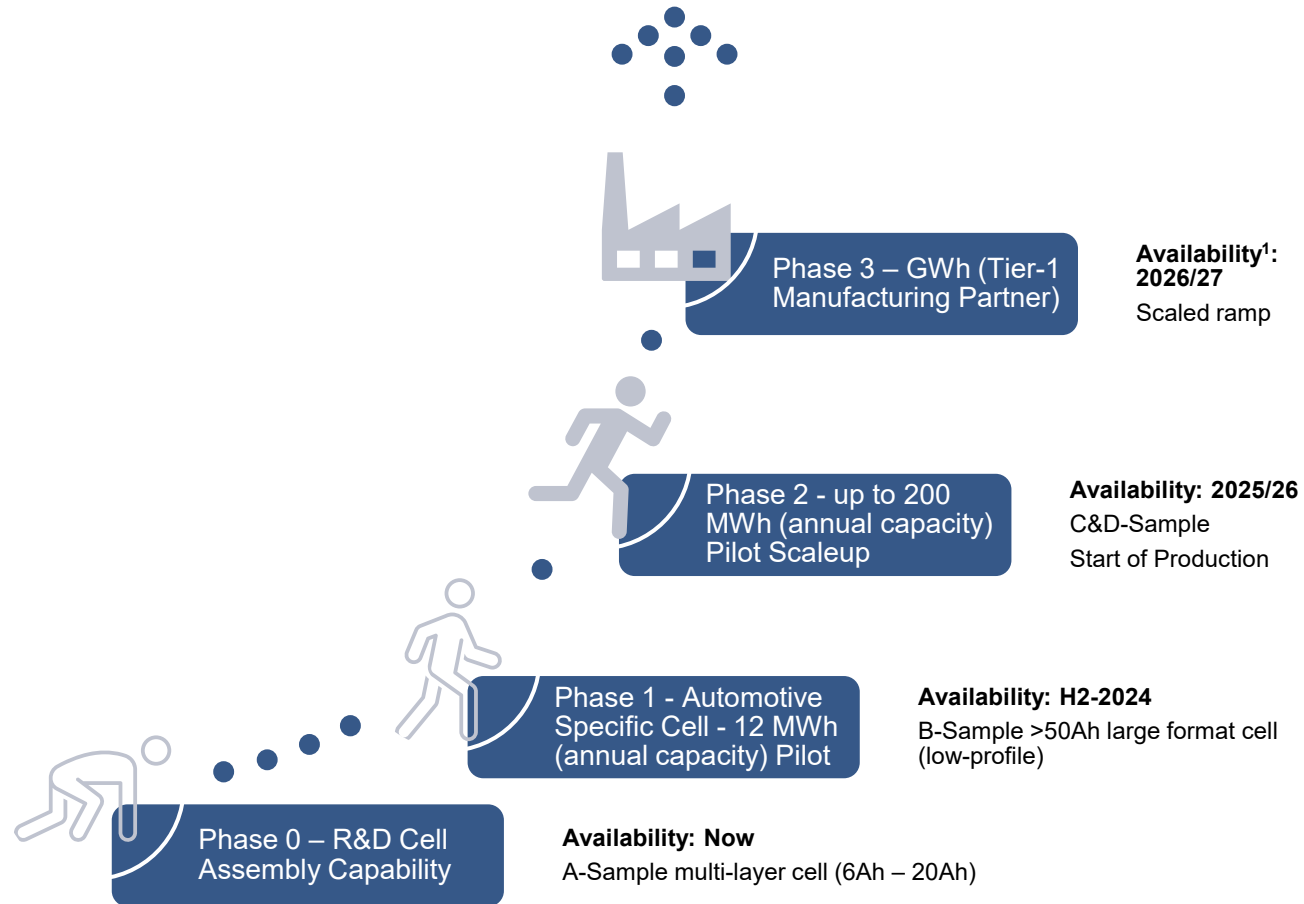 Phase 3 – GWh (Tier-1
Manufacturing Partner)
Availability¹:
2026/27
Scaled ramp
Phase 2 - up to 200
MWh (annual capacity)
Pilot Scaleup
Availability: 2025/26
C&D-Sample
Start of Production
Phase 1 - Automotive
Specific Cell - 12 MWh
(annual capacity) Pilot
Availability: H2-2024
B-Sample >50Ah large format cell
(low-profile)
Phase 0 – R&D Cell
Assembly Capability
Availability: Now
A-Sample multi-layer cell (6Ah – 20Ah)